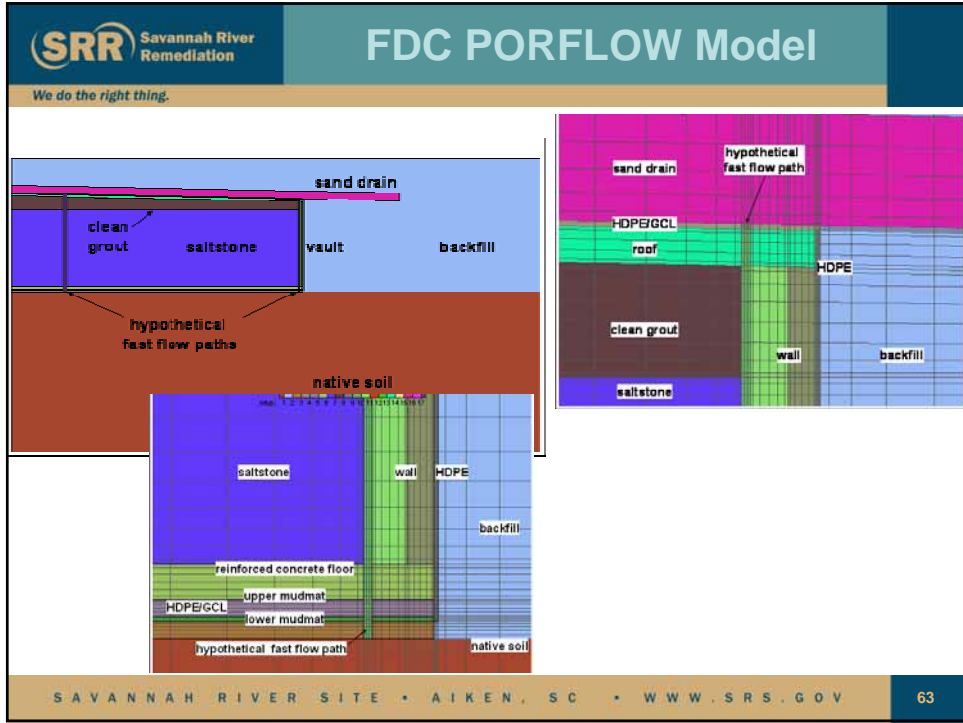 SRR Savannah River
Remediation
FDC PORFLOW Model
We do the right thing.
sand drain
clean
grout
saltstone
vault
backfill
hypothetical
fast flow paths
native soil
sand drain
hypothetical
fast flow path
HDPE/GCL
roof
HDPE
clean grout
wall
backfill
saltstone
saltstone
wall
HDPE
backfill
reinforced concrete floor
upper mudmat
HDPE/GCL
lower mudmat
hypothetical fast flow path
native soil
SAVANNAH RIVER SITE • AIKEN, SC • WWW.SRS.GOV
63